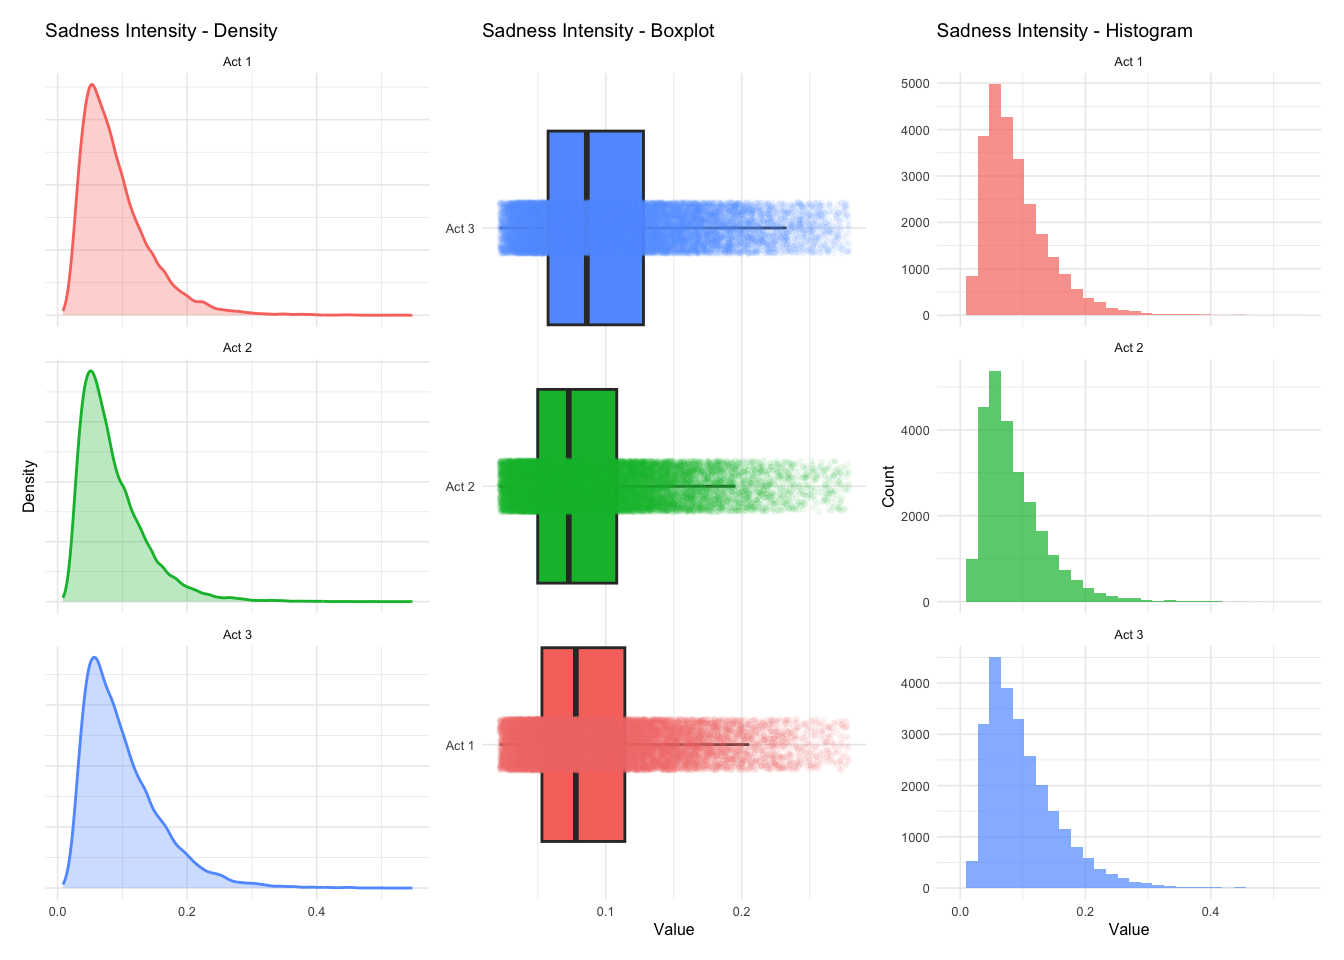 Sadness Intensity - Density
Act 1
Act 2
Act 3
Density
0.0 0.2 0.4
Sadness Intensity - Boxplot
Act 3
Act 2
Act 1
0.1 0.2
Value
Sadness Intensity - Histogram
Act 1
5000
4000
3000
2000
1000
0
Act 2
4000
2000
0
Act 3
4000
3000
2000
1000
0
Count
0.0 0.2 0.4
Value